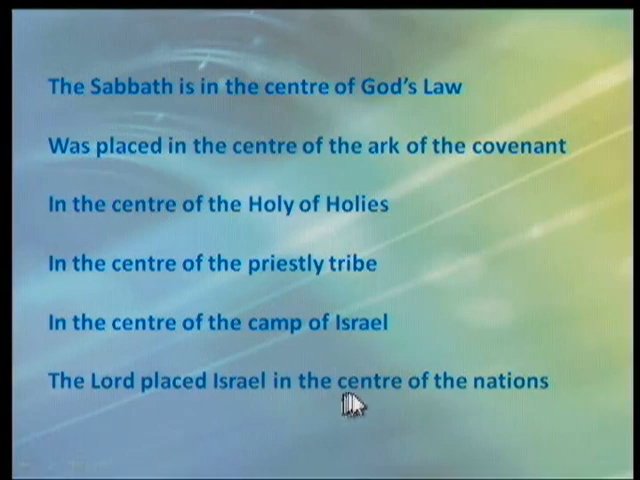 The Sabbath is in the centre of God's Law
Was placed in the centre of the ark of the covenant
In the centre of the Holy of Holies
In the centre of the priestly tribe
In the centre of the camp of Israel
The Lord placed Israel in the centre of the nations